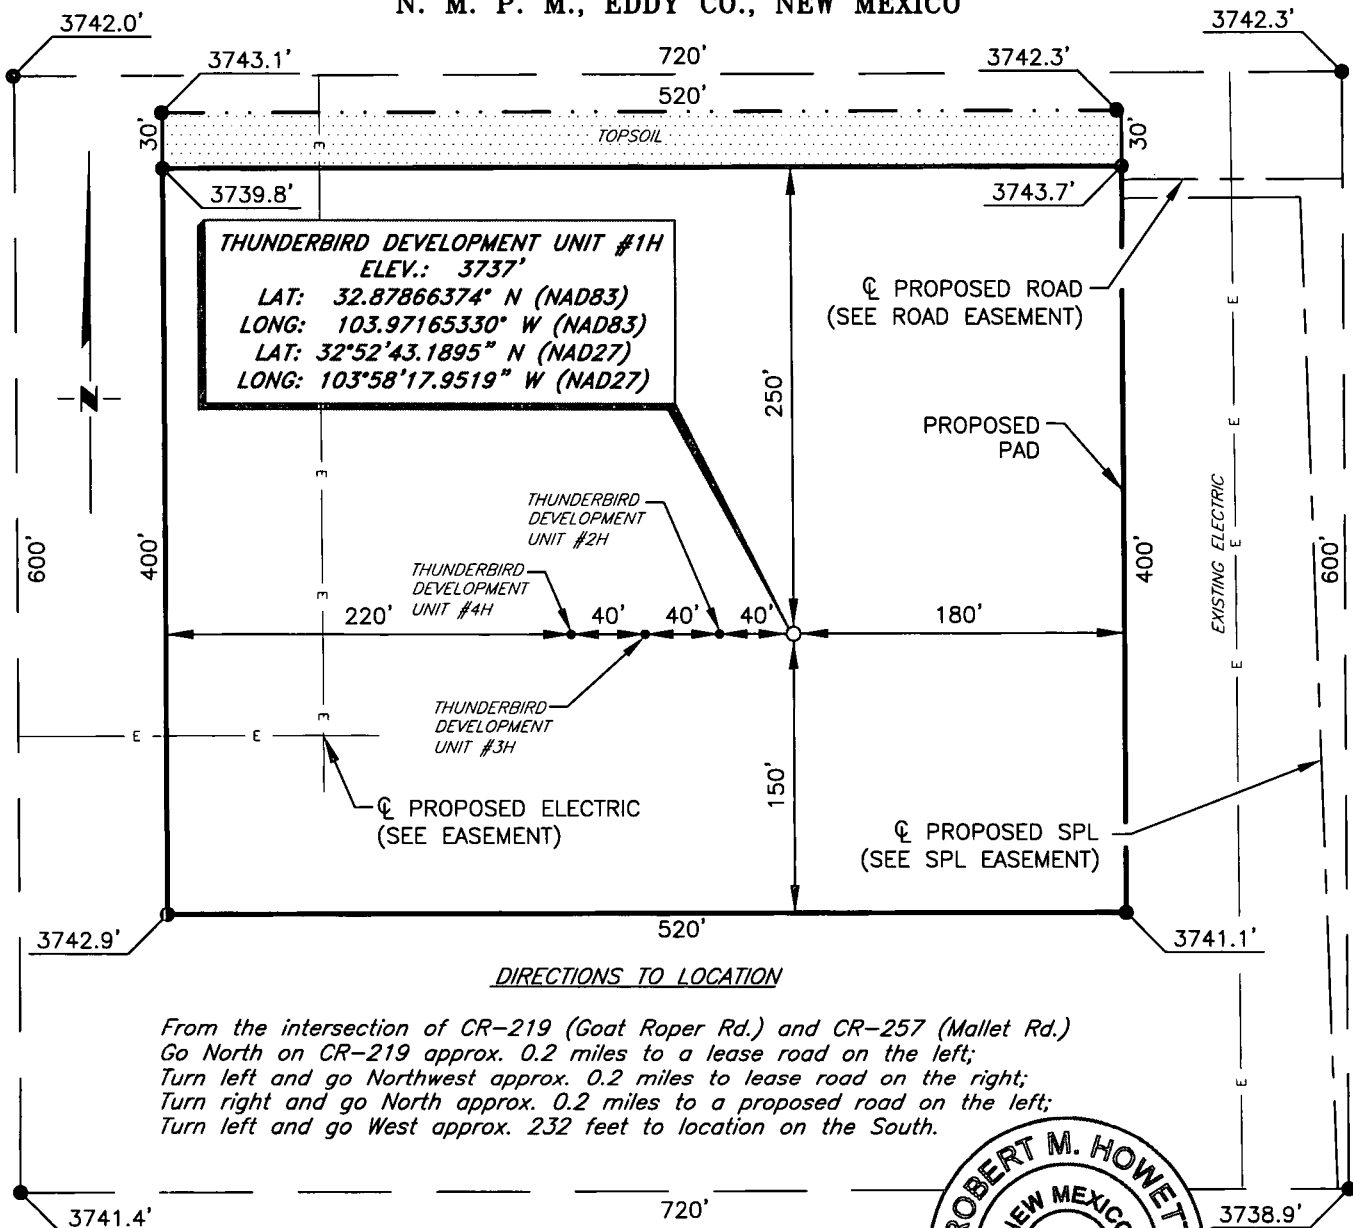 N. M. P. M., EDDY CO., NEW MEXICO
3742.0'
3742.3'
3743.1'
720'
3742.3'
520'
30'
TOPSOIL
30'
E
3739.8'
3743.7'
THUNDERBIRD DEVELOPMENT UNIT #1H
ELEV.: 3737'
LAT: 32.87866374° N (NAD83)
LONG: 103.97165330° W (NAD83)
LAT: 32°52'43.1895" N (NAD27)
LONG: 103°58'17.9519" W (NAD27)
℄ PROPOSED ROAD
(SEE ROAD EASEMENT)
E
N
250'
PROPOSED
PAD
E
E
THUNDERBIRD
DEVELOPMENT
UNIT #2H
EXISTING ELECTRIC
E
600'
400'
400'
600'
THUNDERBIRD
DEVELOPMENT
UNIT #4H
E
E
220'
40'
40'
40'
180'
E
THUNDERBIRD
DEVELOPMENT
UNIT #3H
E
E
E
150'
℄ PROPOSED ELECTRIC
(SEE EASEMENT)
℄ PROPOSED SPL
(SEE SPL EASEMENT)
3742.9'
520'
3741.1'
DIRECTIONS TO LOCATION
From the intersection of CR-219 (Goat Roper Rd.) and CR-257 (Mallet Rd.)
Go North on CR-219 approx. 0.2 miles to a lease road on the left;
Turn left and go Northwest approx. 0.2 miles to lease road on the right;
Turn right and go North approx. 0.2 miles to a proposed road on the left;
Turn left and go West approx. 232 feet to location on the South.
E
ROBERT M. HOWET
NEW MEXICO
3741.4'
720'
3738.9'